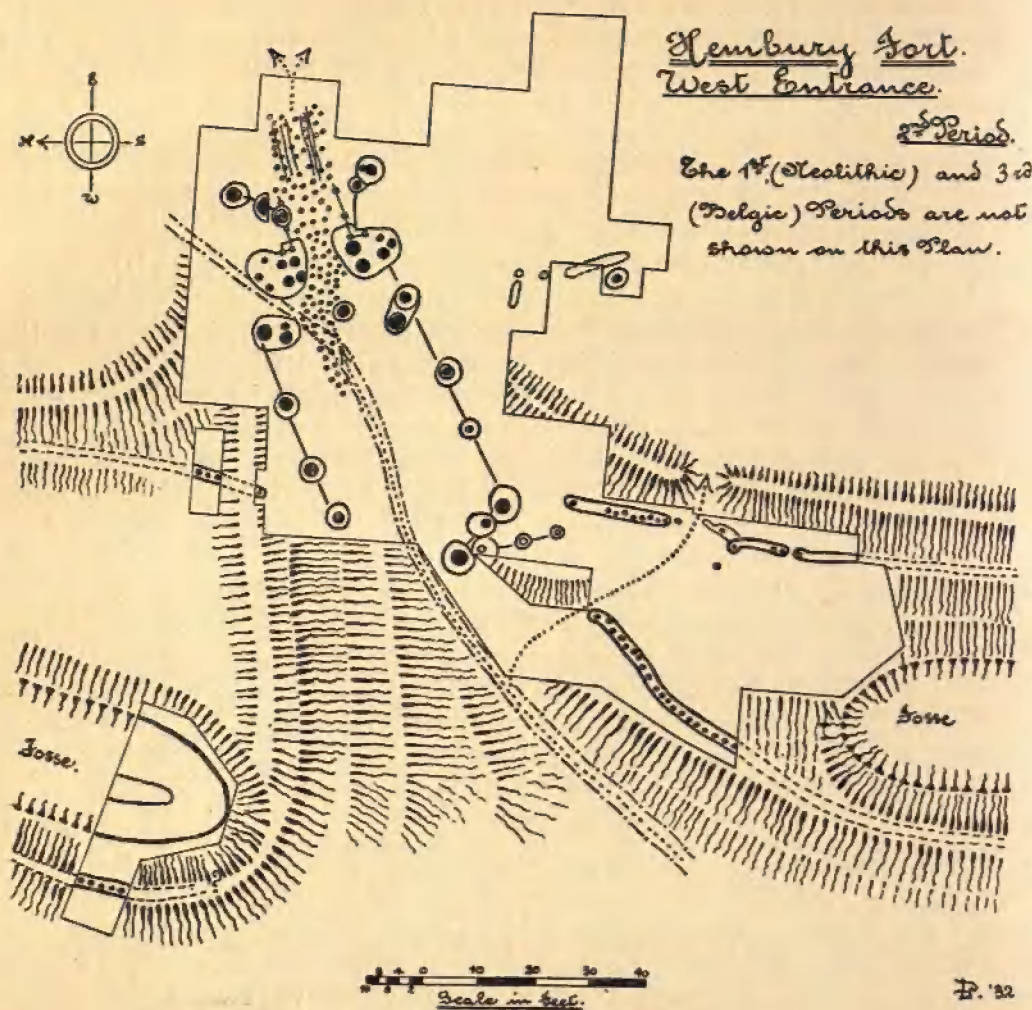 Hembury Fort.
West Entrance.
2nd Period.
The 1st. (Neolithic) and 3rd
(Belgic) Periods are not
shown on this Plan.
E
N S
W
Fosse.
Fosse
0 10 20 30 40
Scale in Feet.
'32